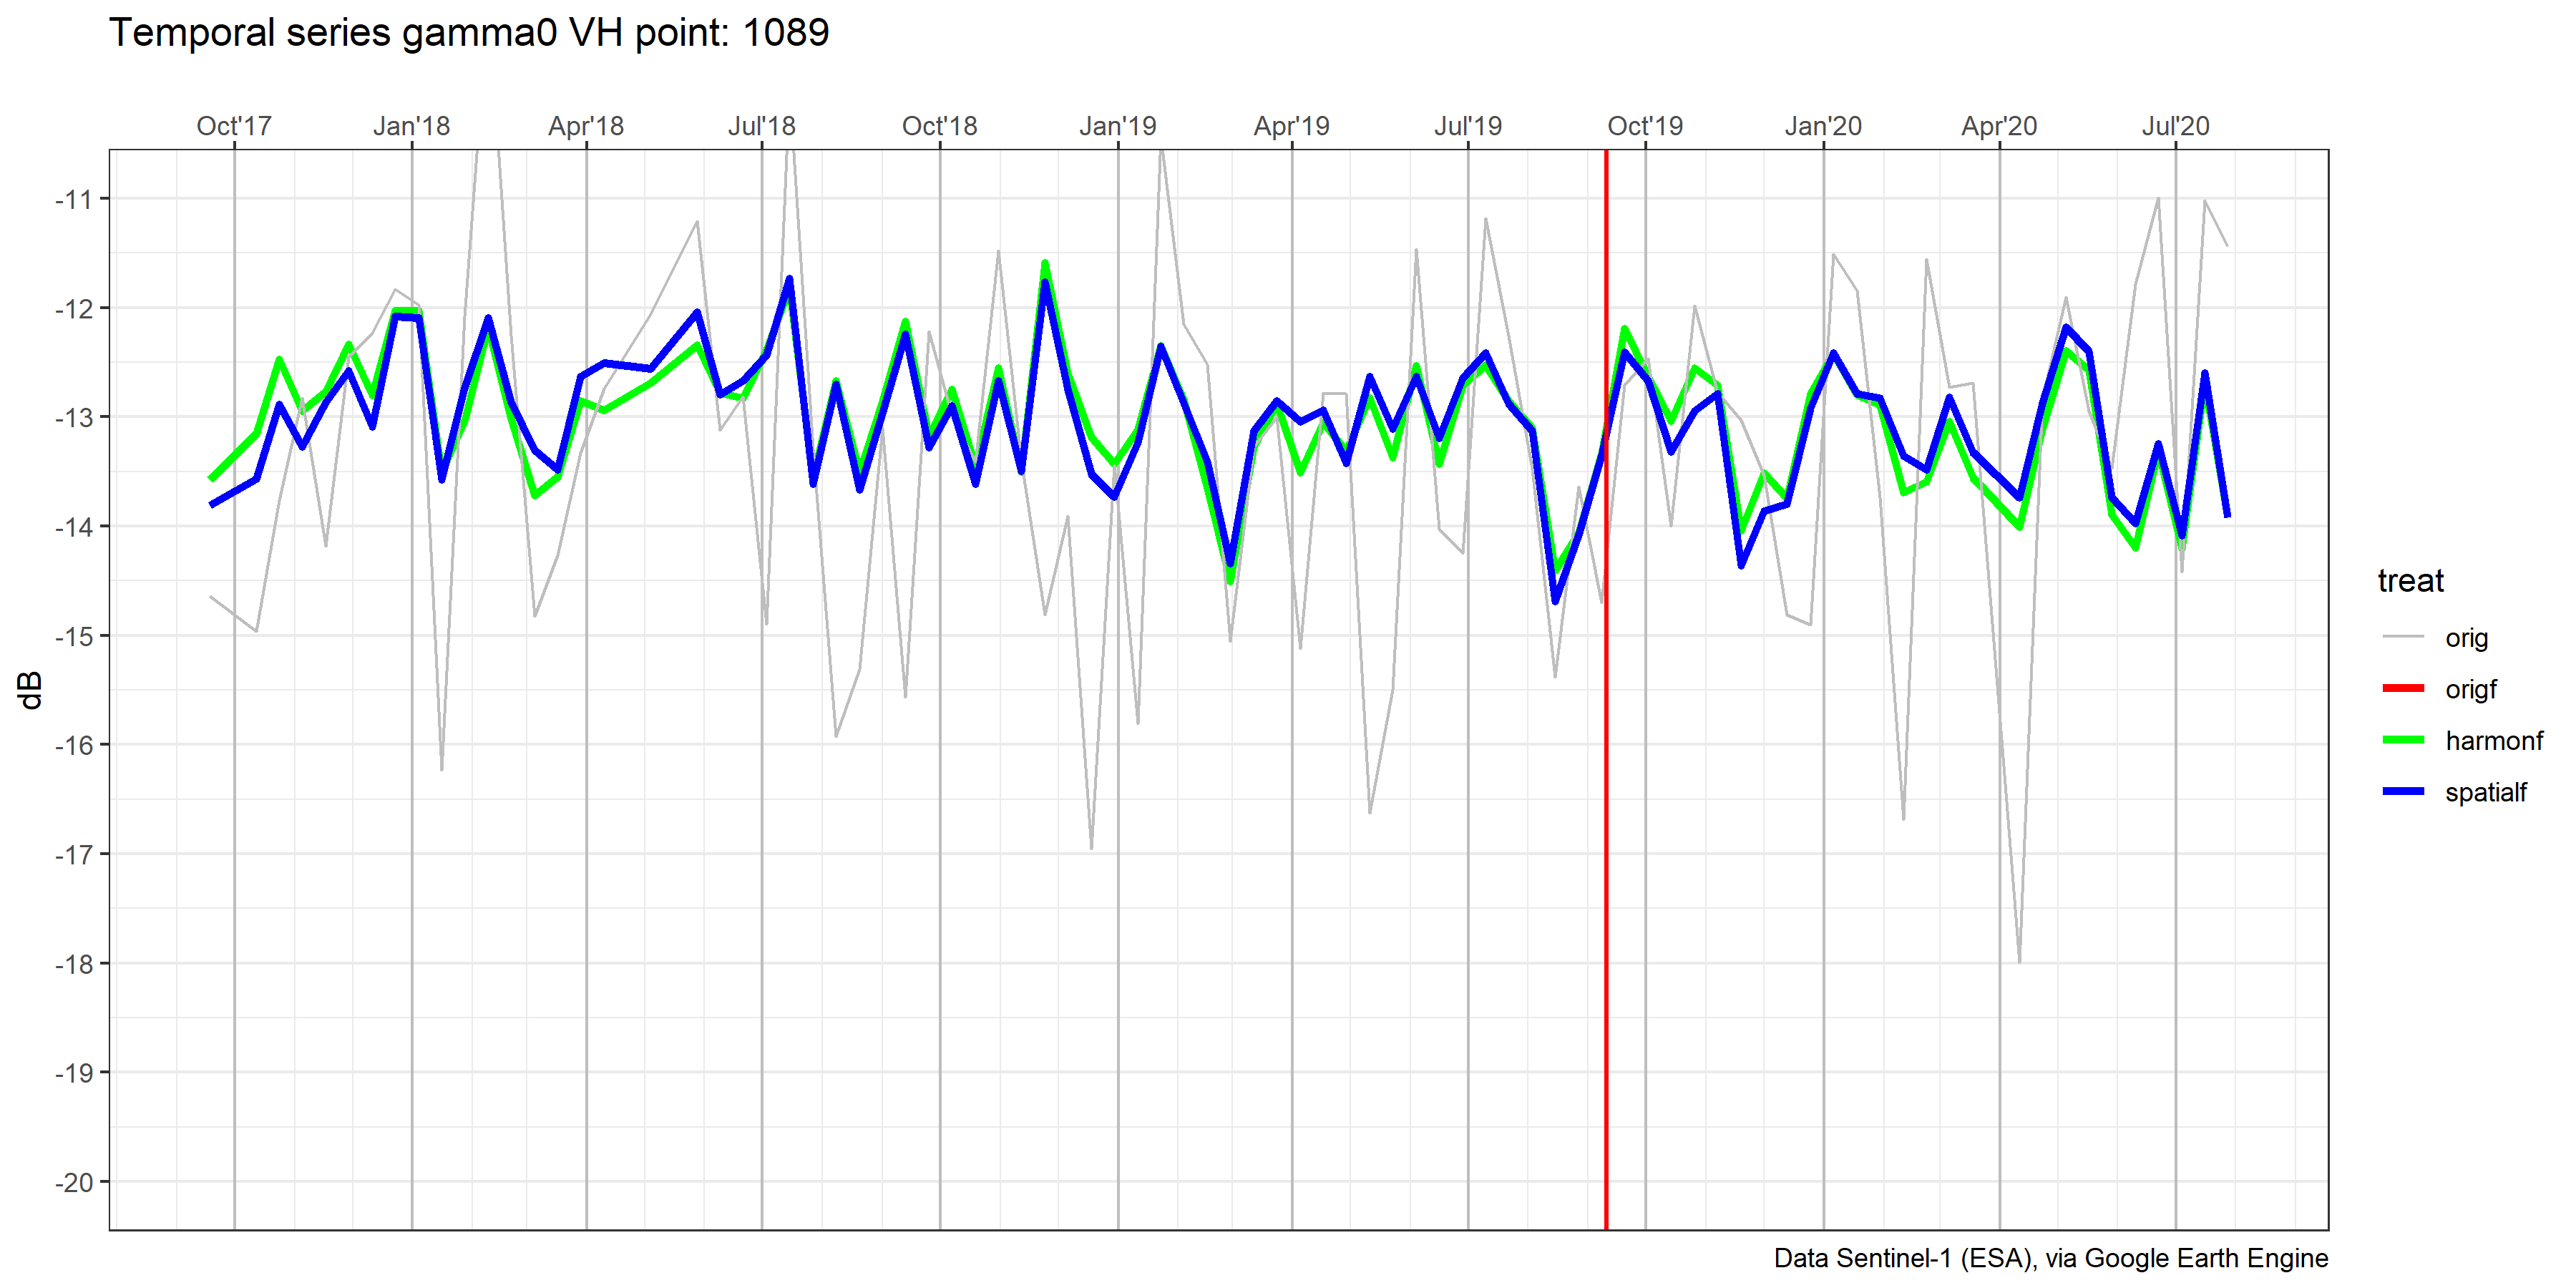 Temporal series gamma0 VH point: 1089
Oct'17 Jan'18 Apr'18 Jul'18 Oct'18 Jan'19 Apr'19 Jul'19 Oct'19 Jan'20 Apr'20 Jul'20
-11
-12
-13
-14
-15
-16
-17
-18
-19
-20
dB
treat
orig
origf
harmonf
spatialf
Data Sentinel-1 (ESA), via Google Earth Engine